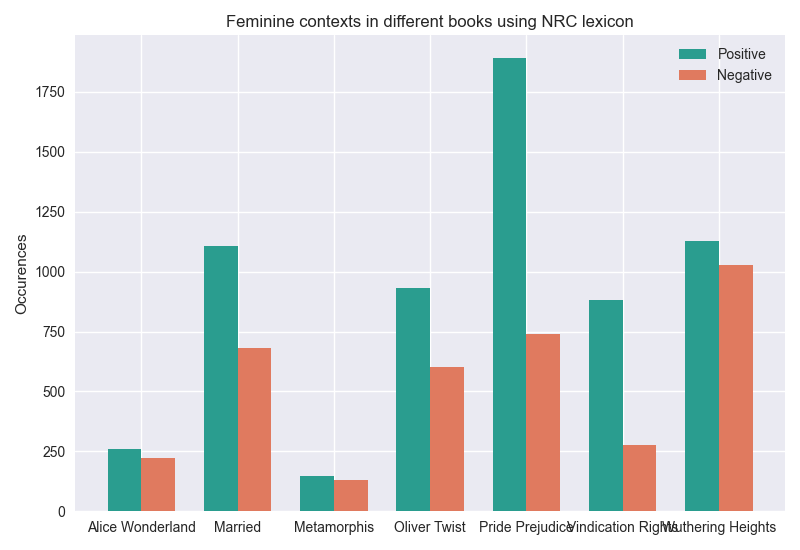 Feminine contexts in different books using NRC lexicon
Positive
Negative
Occurences
1750
1500
1250
1000
750
500
250
0
Alice Wonderland Married Metamorphis Oliver Twist Pride Prejudice Vindication Rights Wuthering Heights